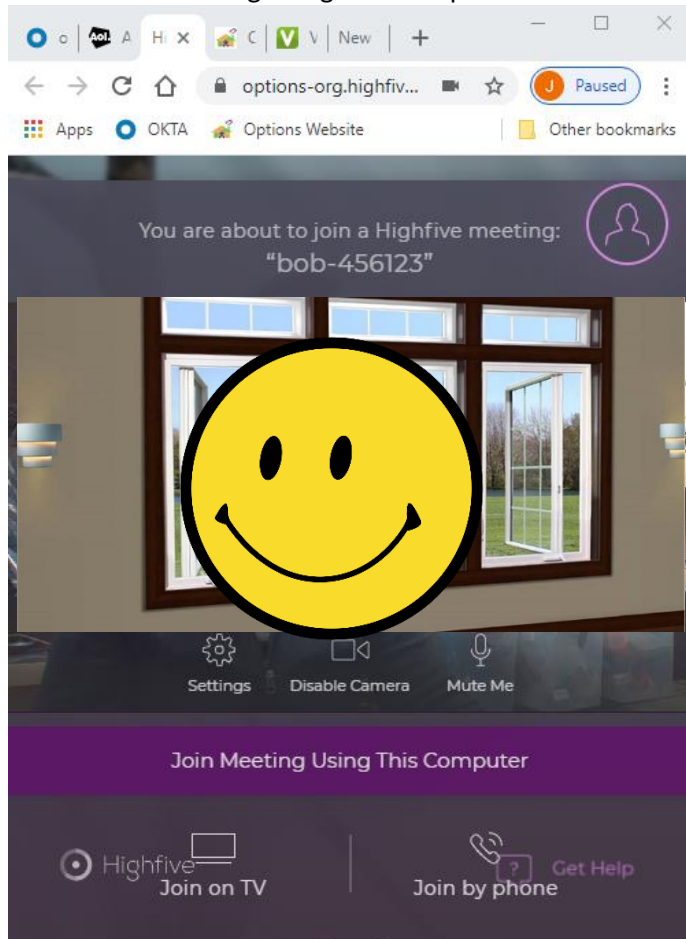 o A H C V New
options-org.highfiv... J Paused
Apps OKTA Options Website Other bookmarks
You are about to join a Highfive meeting:
“bob-456123”
Settings Disable Camera Mute Me
Join Meeting Using This Computer
Highfive ? Get Help
Join on TV Join by phone